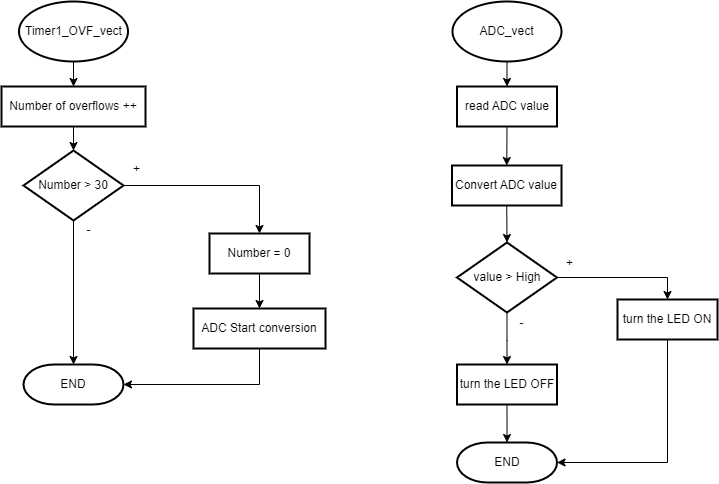 Timer1_OVF_vect
Number of overflows ++
Number > 30
+
-
Number = 0
ADC Start conversion
END
ADC_vect
read ADC value
Convert ADC value
value > High
+
-
turn the LED ON
turn the LED OFF
END